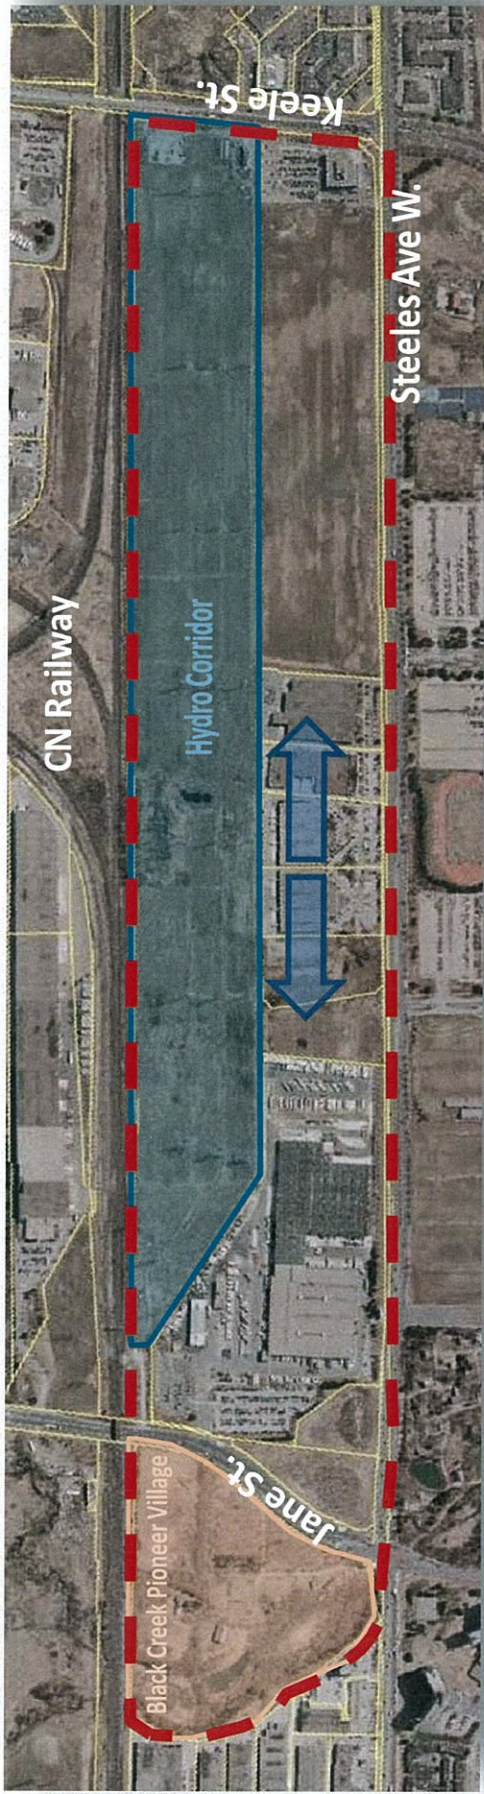 Keele St.
Steeles Ave W.
CN Railway
Hydro Corridor
Jane St.
Black Creek Pioneer Village